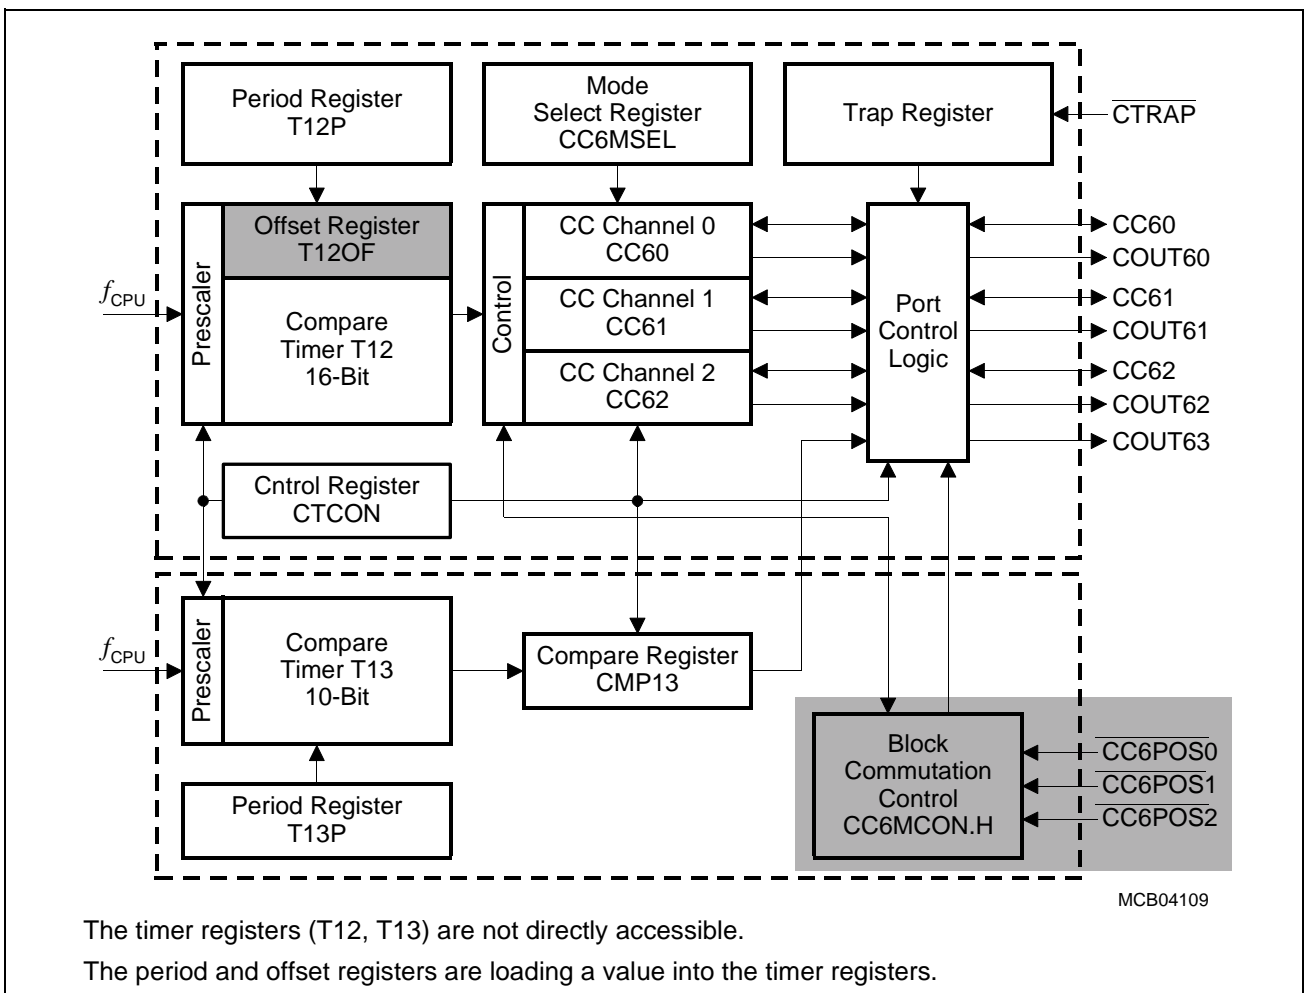 Period Register
T12P
Mode
Select Register
CC6MSEL
Trap Register
CTRAP
Prescaler
Offset Register
T12OF
Compare
Timer T12
16-Bit
fCPU
Control
CC Channel 0
CC60
CC Channel 1
CC61
CC Channel 2
CC62
Port
Control
Logic
CC60
COUT60
CC61
COUT61
CC62
COUT62
COUT63
Cntrol Register
CTCON
fCPU
Prescaler
Compare
Timer T13
10-Bit
Compare Register
CMP13
Period Register
T13P
Block
Commutation
Control
CC6MCON.H
CC6POS0
CC6POS1
CC6POS2
MCB04109
The timer registers (T12, T13) are not directly accessible.
The period and offset registers are loading a value into the timer registers.